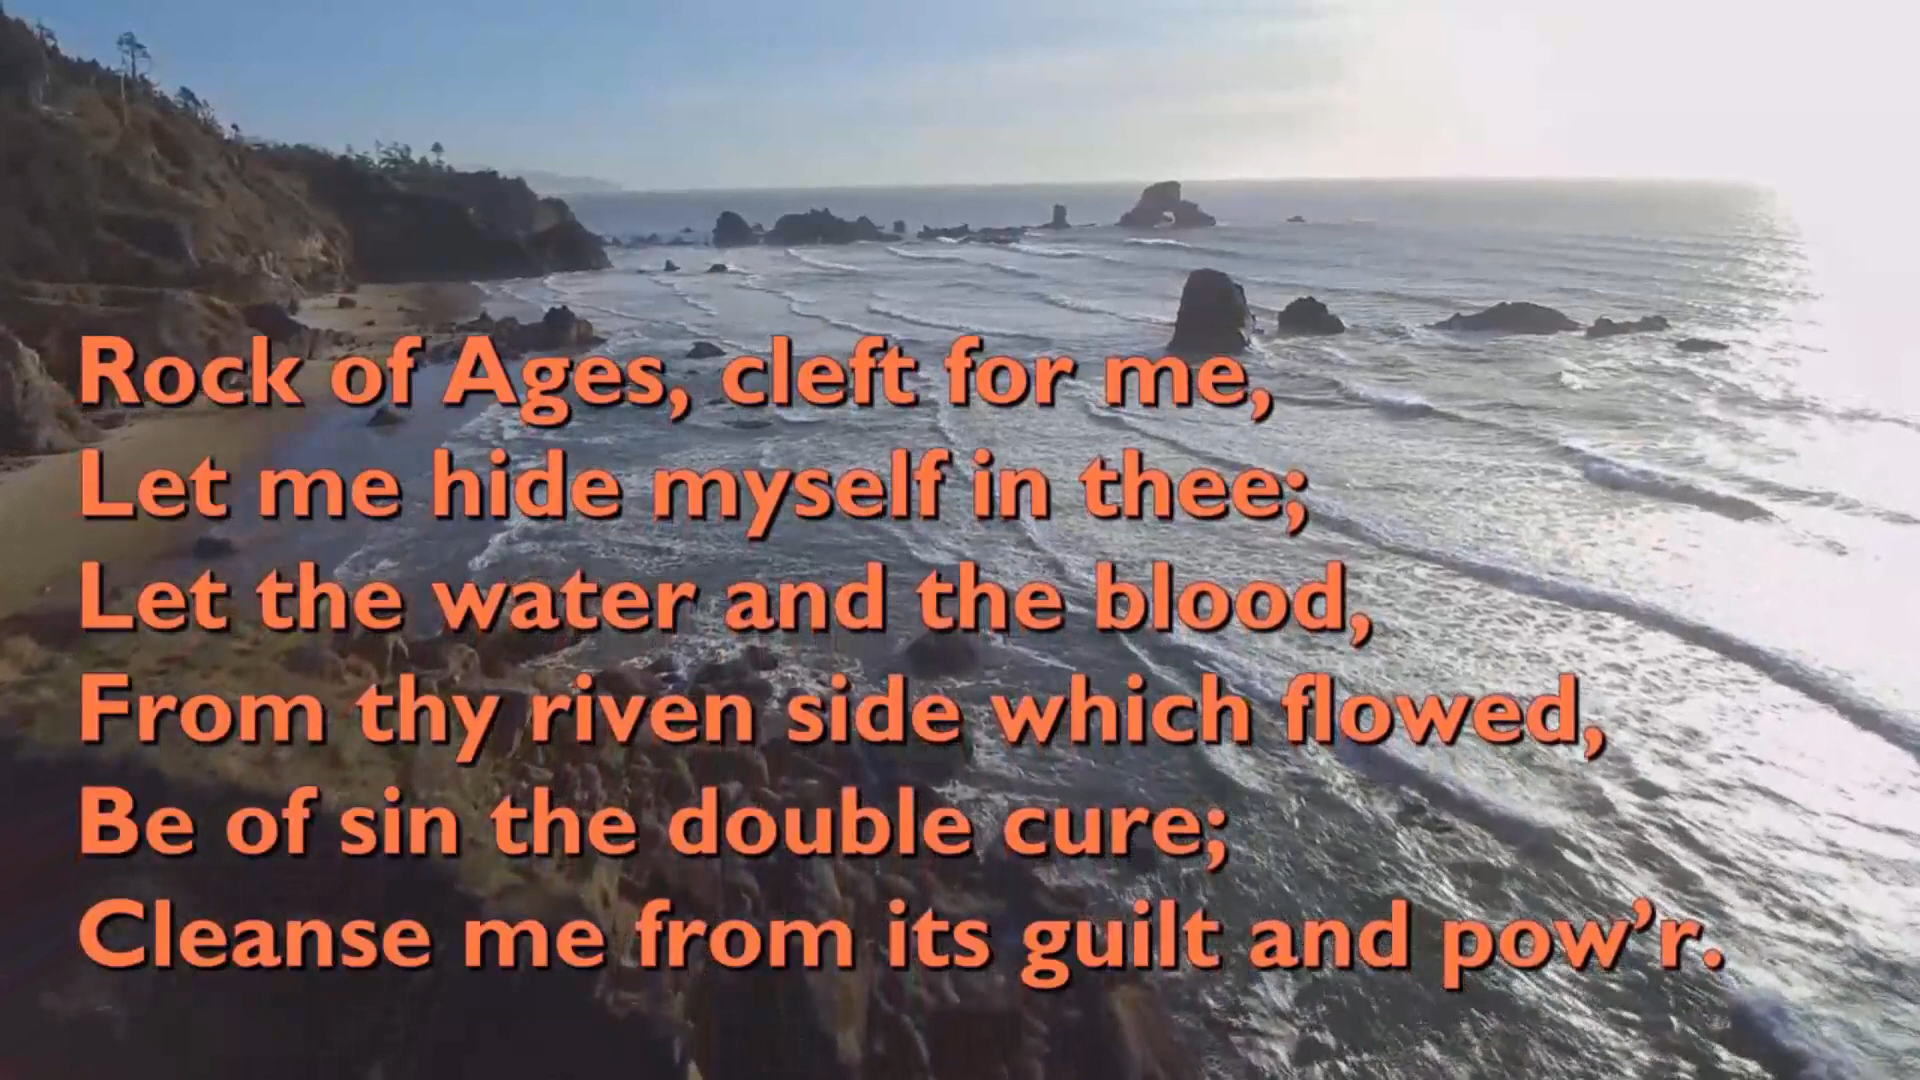 Rock of Ages, cleft for me,
Let me hide myself in thee;
Let the water and the blood,
From thy riven side which flowed,
Be of sin the double cure;
Cleanse me from its guilt and pow’r.